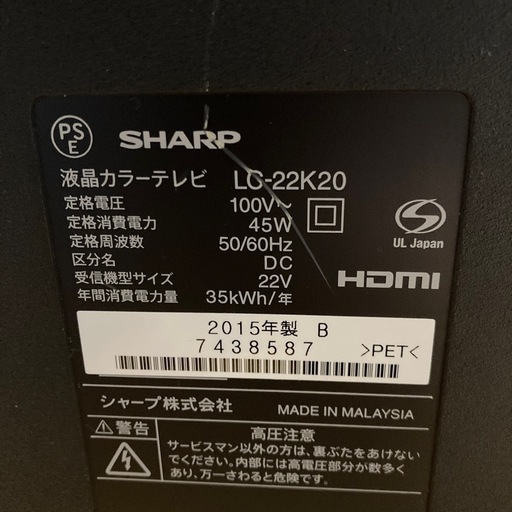 PS
E
SHARP
液晶カラーテレビ LC-22K20
定格電圧 100V～
定格消費電力 45W
定格周波数 50/60Hz
区分名 DC
受信機型サイズ 22V
年間消費電力量 35kWh/年
UL Japan
HDMI
2015年製 B
7438587 >PET<
シャープ株式会社 MADE IN MALAYSIA
警告 高圧注意
サービスマン以外の方は、裏ぶたをあけない
でください。内部には高電圧部分が数多く
あり、万一さわると危険です。